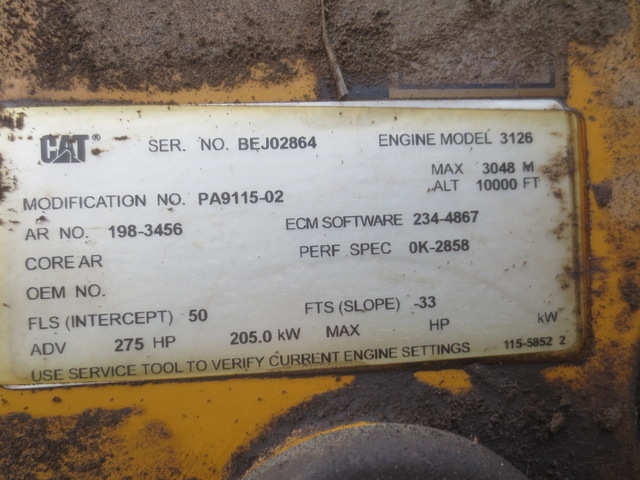 CAT® SER. NO. BEJ02864 ENGINE MODEL 3126
MAX 3048 M
ALT 10000 FT
MODIFICATION NO. PA9115-02
AR NO. 198-3456 ECM SOFTWARE 234-4867
CORE AR PERF SPEC 0K-2858
OEM NO.
FLS (INTERCEPT) 50 FTS (SLOPE) -33
ADV 275 HP 205.0 kW MAX HP kW
USE SERVICE TOOL TO VERIFY CURRENT ENGINE SETTINGS 115-5852 2